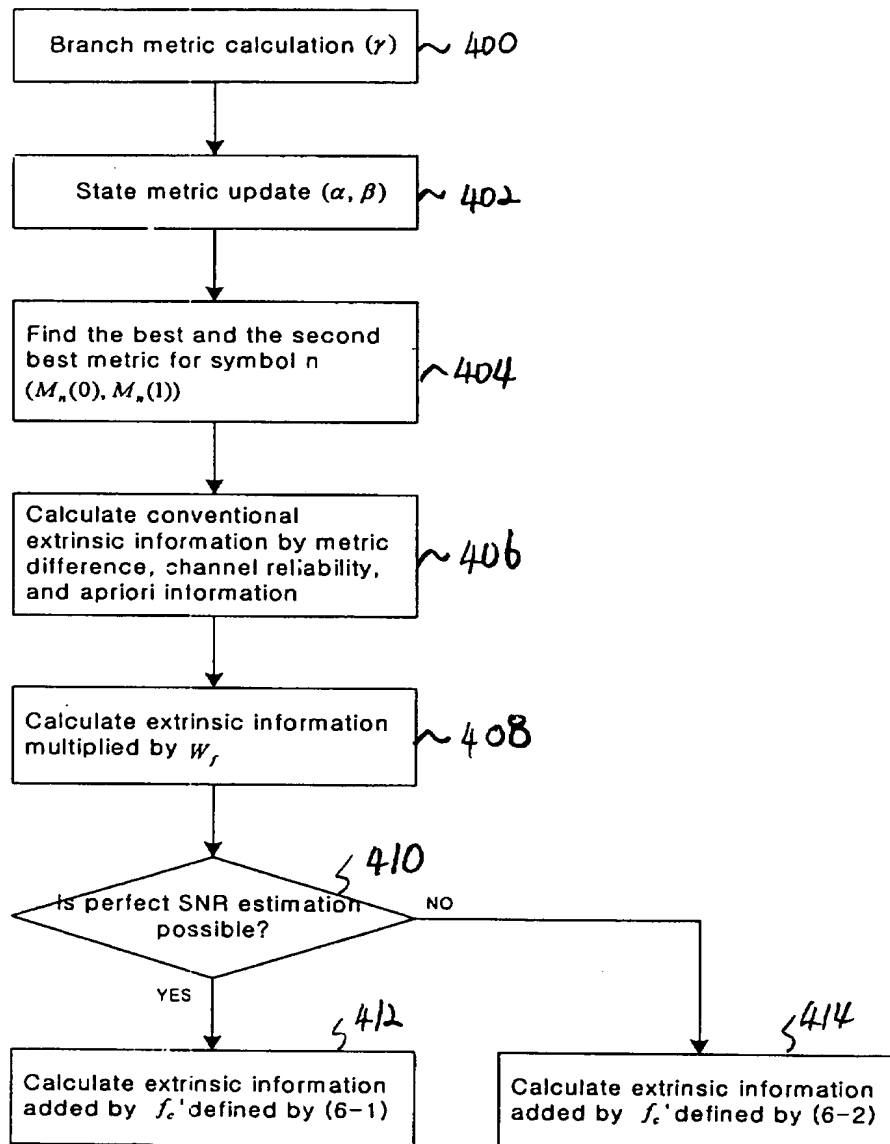 Branch metric calculation (γ) 400
State metric update (α, β) 402
Find the best and the second
best metric for symbol n
(Mₙ(0), Mₙ(1)) 404
Calculate conventional
extrinsic information by metric
difference, channel reliability,
and apriori information 406
Calculate extrinsic information
multiplied by W_f 408
410
Is perfect SNR estimation
possible?
NO
YES
412
Calculate extrinsic information
added by f_c' defined by (6-1)
414
Calculate extrinsic information
added by f_c' defined by (6-2)